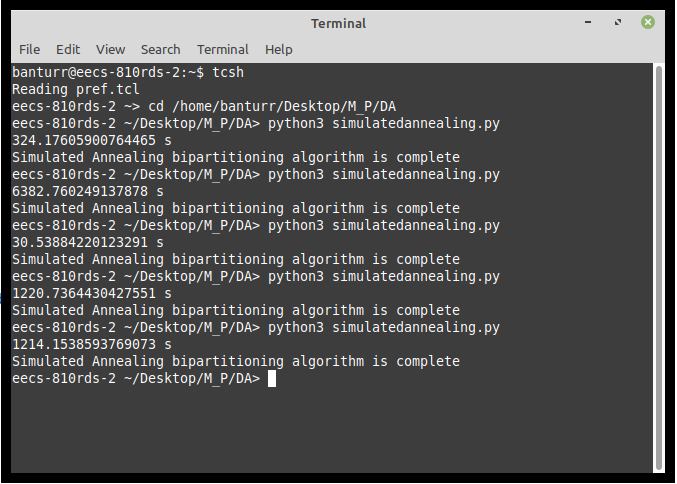 Terminal
File Edit View Search Terminal Help
banturr@eecs-810rds-2:~$ tcsh
Reading pref.tcl
eecs-810rds-2 ~> cd /home/banturr/Desktop/M_P/DA
eecs-810rds-2 ~/Desktop/M_P/DA> python3 simulatedannealing.py
324.17605900764465 s
Simulated Annealing bipartitioning algorithm is complete
eecs-810rds-2 ~/Desktop/M_P/DA> python3 simulatedannealing.py
6382.760249137878 s
Simulated Annealing bipartitioning algorithm is complete
eecs-810rds-2 ~/Desktop/M_P/DA> python3 simulatedannealing.py
30.53884220123291 s
Simulated Annealing bipartitioning algorithm is complete
eecs-810rds-2 ~/Desktop/M_P/DA> python3 simulatedannealing.py
1220.7364430427551 s
Simulated Annealing bipartitioning algorithm is complete
eecs-810rds-2 ~/Desktop/M_P/DA> python3 simulatedannealing.py
1214.1538593769073 s
Simulated Annealing bipartitioning algorithm is complete
eecs-810rds-2 ~/Desktop/M_P/DA>